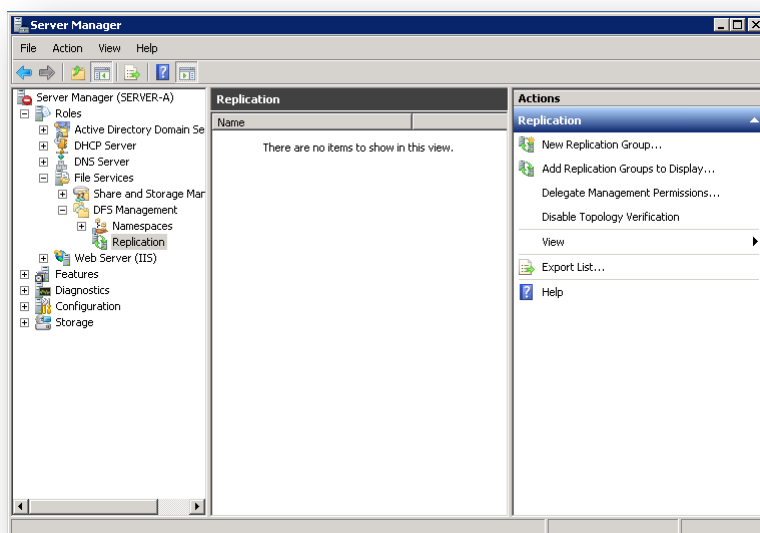 Server Manager
File Action View Help
Server Manager (SERVER-A)
Roles
Active Directory Domain Se
DHCP Server
DNS Server
File Services
Share and Storage Mar
DFS Management
Namespaces
Replication
Web Server (IIS)
Features
Diagnostics
Configuration
Storage
Replication
Name
There are no items to show in this view.
Actions
Replication
New Replication Group...
Add Replication Groups to Display...
Delegate Management Permissions...
Disable Topology Verification
View
Export List...
Help